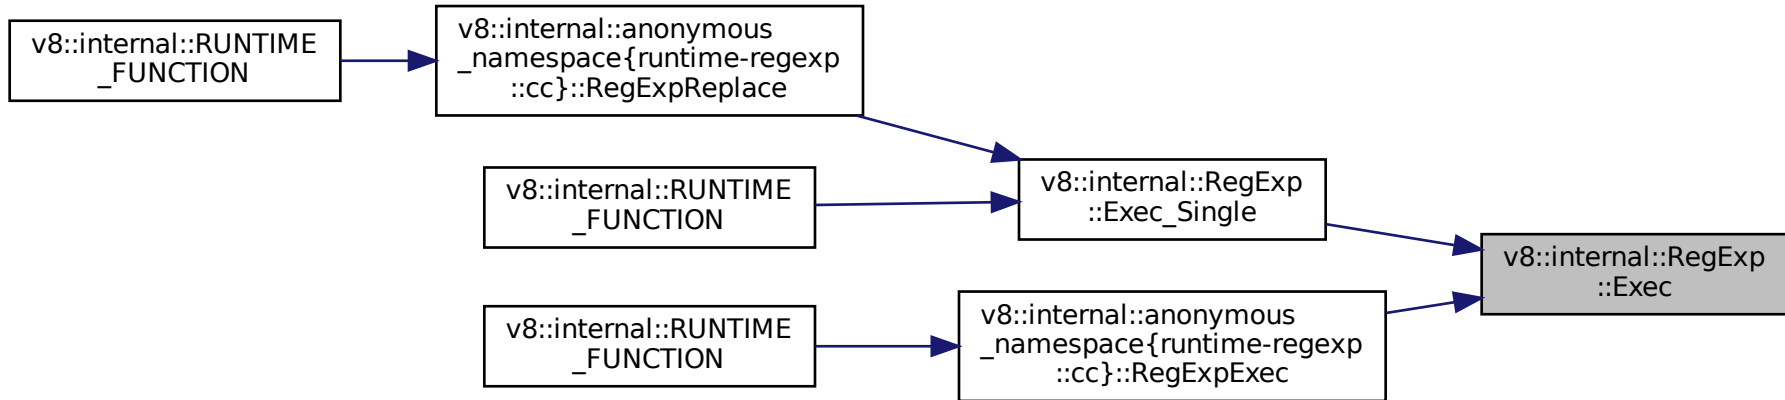 v8::internal::RUNTIME
_FUNCTION
v8::internal::anonymous
_namespace{runtime-regexp
::cc}::RegExpReplace
v8::internal::RUNTIME
_FUNCTION
v8::internal::RegExp
::Exec_Single
v8::internal::RegExp
::Exec
v8::internal::RUNTIME
_FUNCTION
v8::internal::anonymous
_namespace{runtime-regexp
::cc}::RegExpExec